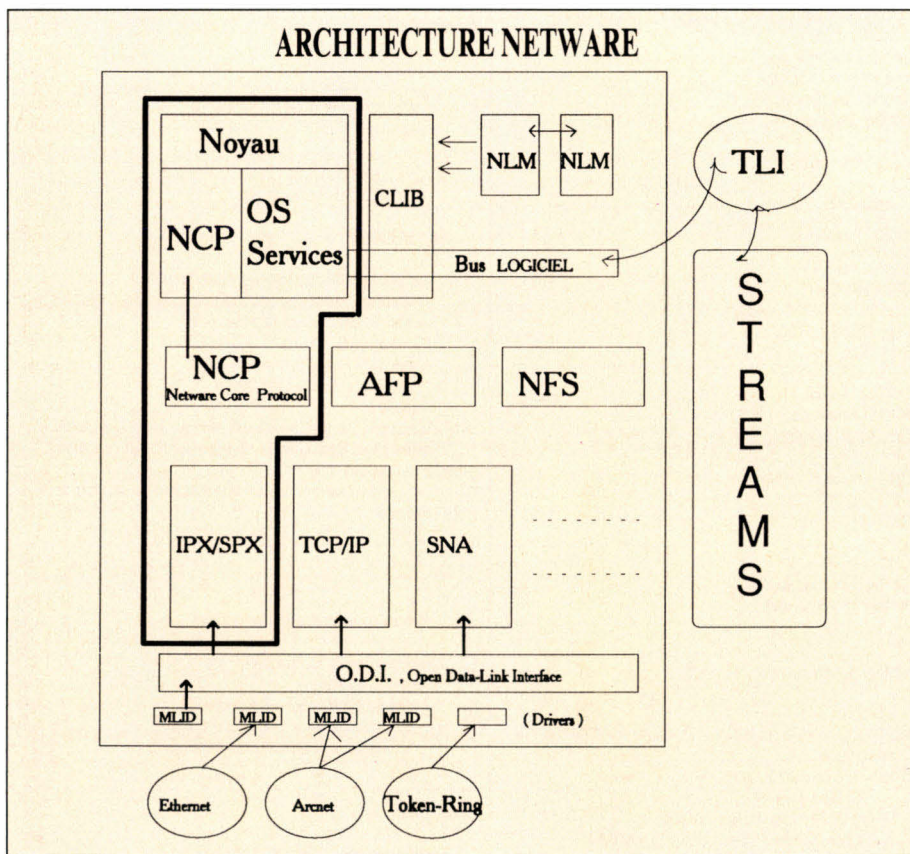 ARCHITECTURE NETWARE
Noyau
NCP
OS
Services
CLIB
NLM
NLM
TLI
Bus LOGICIEL
STREAMS
NCP
Netware Core Protocol
AFP
NFS
IPX/SPX
TCP/IP
SNA
O.D.I. , Open Data-Link Interface
MLID
MLID
MLID
MLID
( Drivers )
Ethernet
Arcnet
Token-Ring